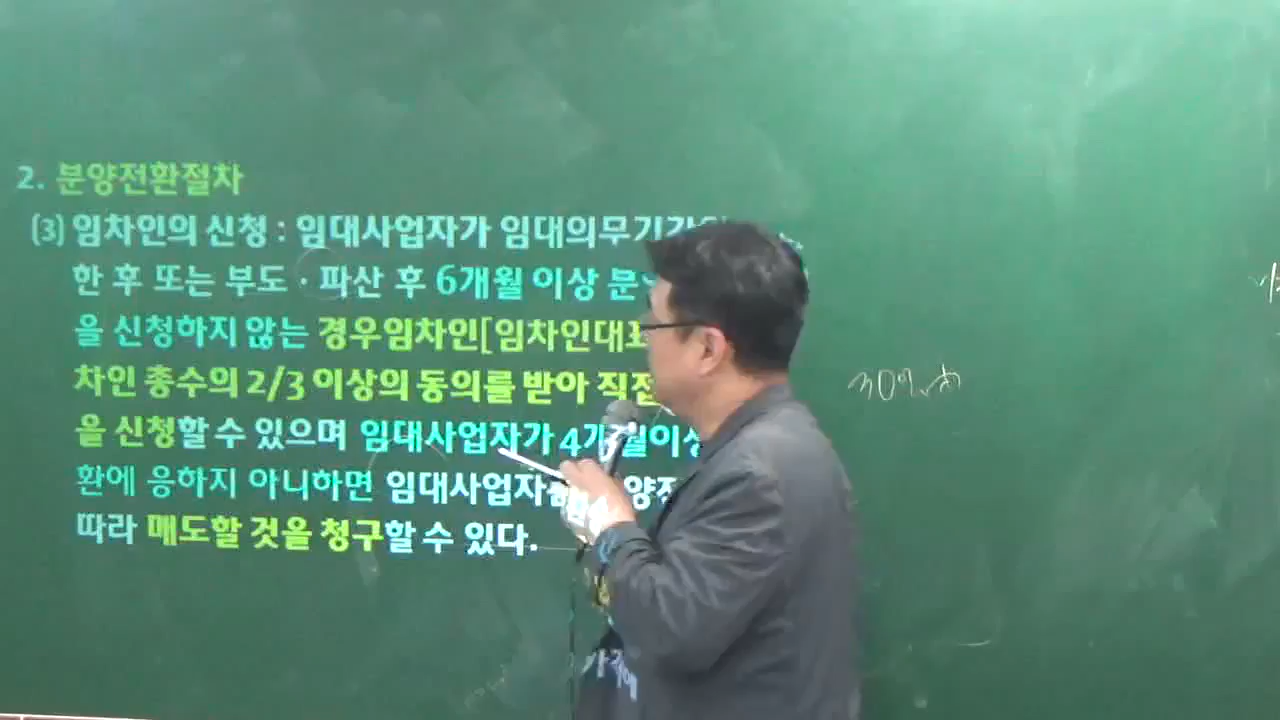 2. 분양전환절차
(3) 임차인의 신청 : 임대사업자가 임대의무기간이
한 후 또는 부도 · 파산 후 6개월 이상 분양
을 신청하지 않는 경우임차인[임차인대표
차인 총수의 2/3 이상의 동의를 받아 직접
을 신청할 수 있으며 임대사업자가 4개월이상
환에 응하지 아니하면 임대사업자
따라 매도할 것을 청구할 수 있다.
30%